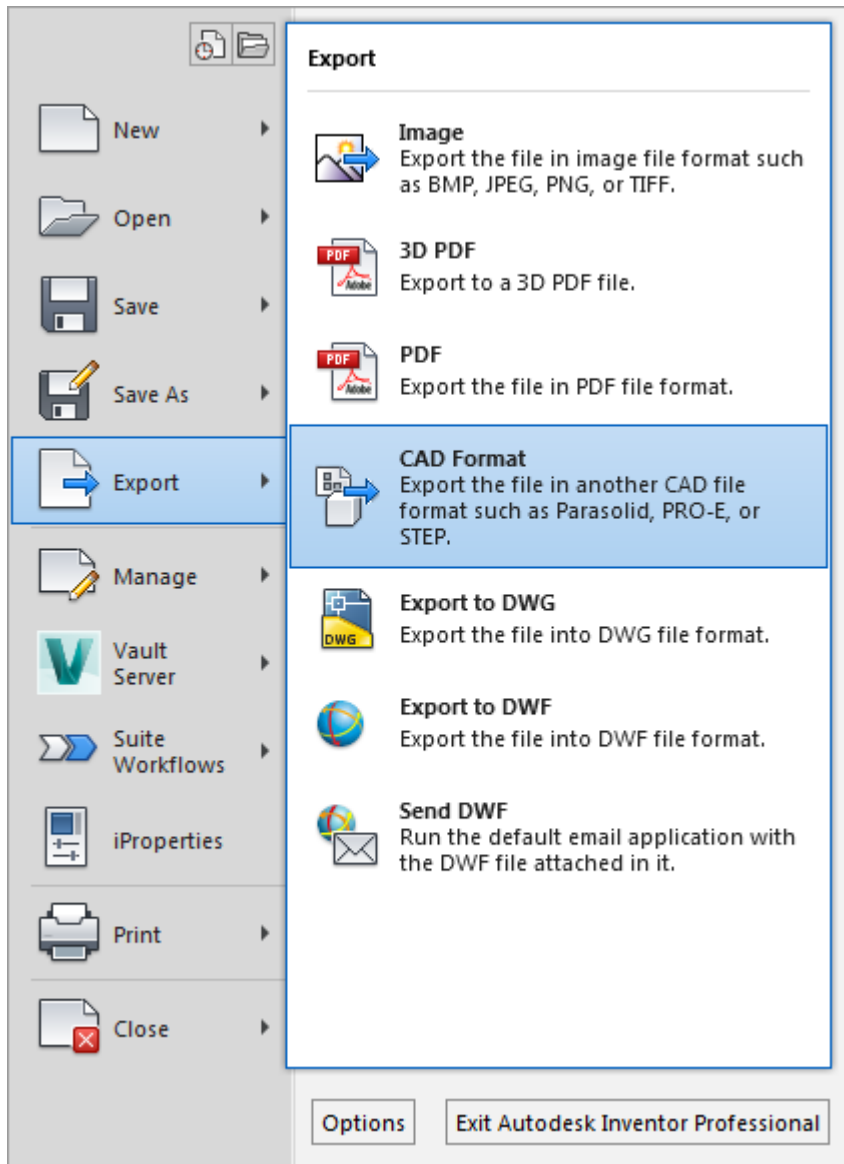 New
Open
Save
Save As
Export
Manage
Vault
Server
Suite
Workflows
iProperties
Print
Close
Export
Image
Export the file in image file format such
as BMP, JPEG, PNG, or TIFF.
PDF
Adobe
3D PDF
Export to a 3D PDF file.
PDF
Adobe
PDF
Export the file in PDF file format.
CAD Format
Export the file in another CAD file
format such as Parasolid, PRO-E, or
STEP.
DWG
Export to DWG
Export the file into DWG file format.
Export to DWF
Export the file into DWF file format.
Send DWF
Run the default email application with
the DWF file attached in it.
Options
Exit Autodesk Inventor Professional